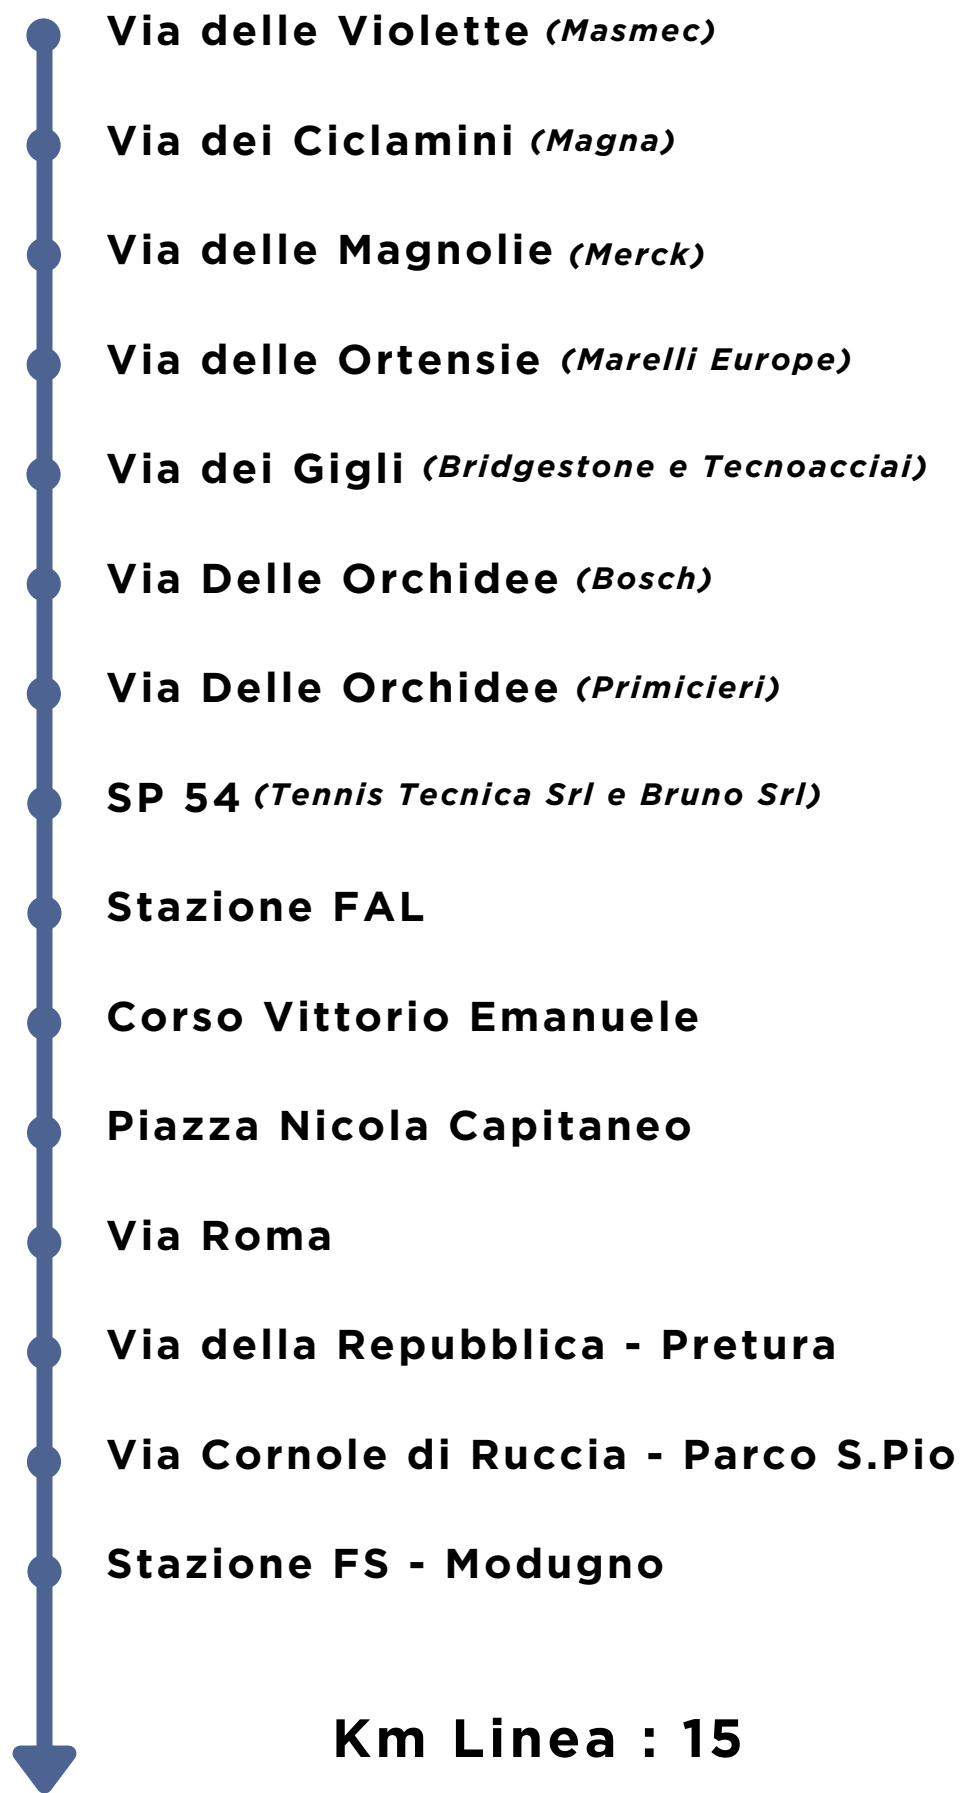 Via delle Violette (Masmec)
Via dei Ciclamini (Magna)
Via delle Magnolie (Merck)
Via delle Ortensie (Marelli Europe)
Via dei Gigli (Bridgestone e Tecnoacciai)
Via Delle Orchidee (Bosch)
Via Delle Orchidee (Primicieri)
SP 54 (Tennis Tecnica Srl e Bruno Srl)
Stazione FAL
Corso Vittorio Emanuele
Piazza Nicola Capitaneo
Via Roma
Via della Repubblica - Pretura
Via Cornole di Ruccia - Parco S.Pio
Stazione FS - Modugno
Km Linea : 15